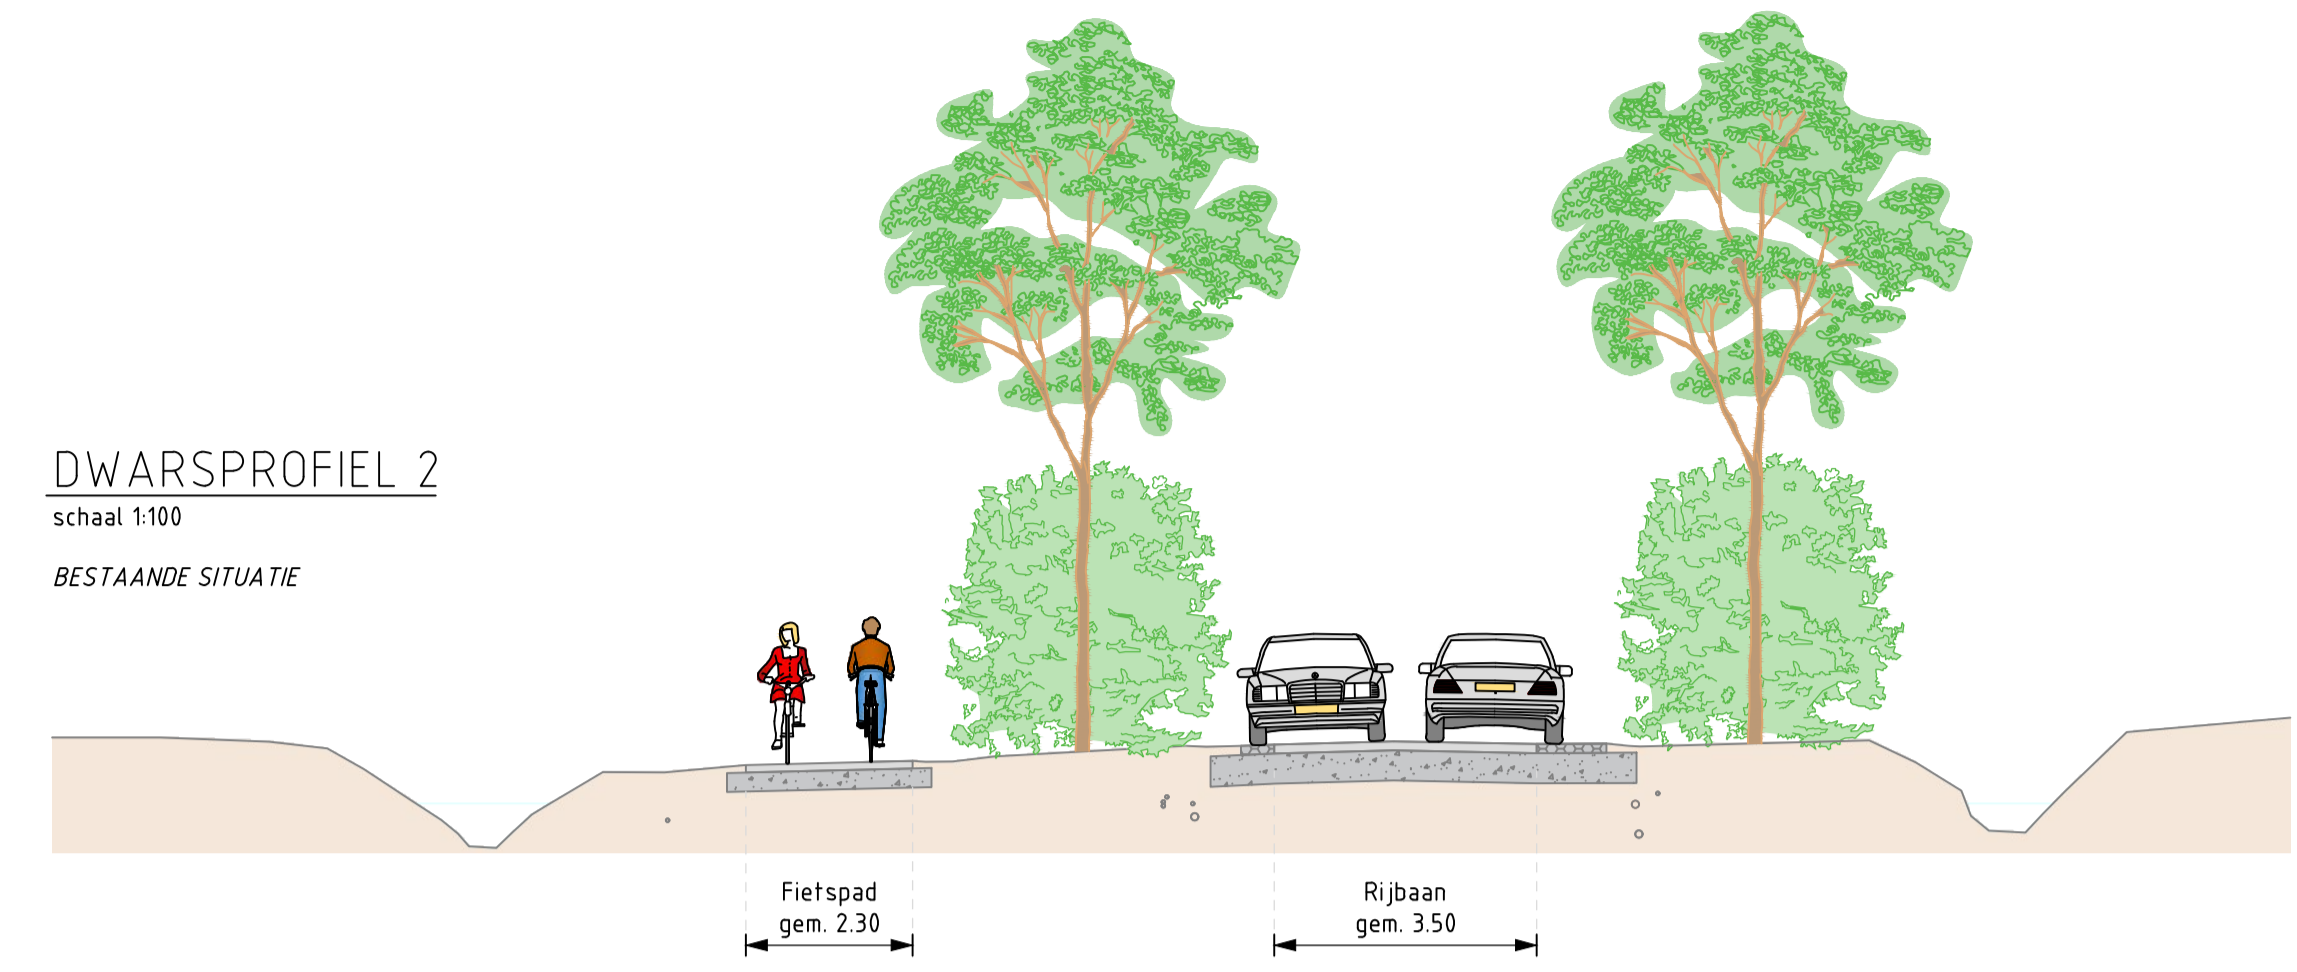 DWARSPROFIEL 2
schaal 1:100
BESTAANDE SITUATIE
Fietspad
gem. 2.30
Rijbaan
gem. 3.50